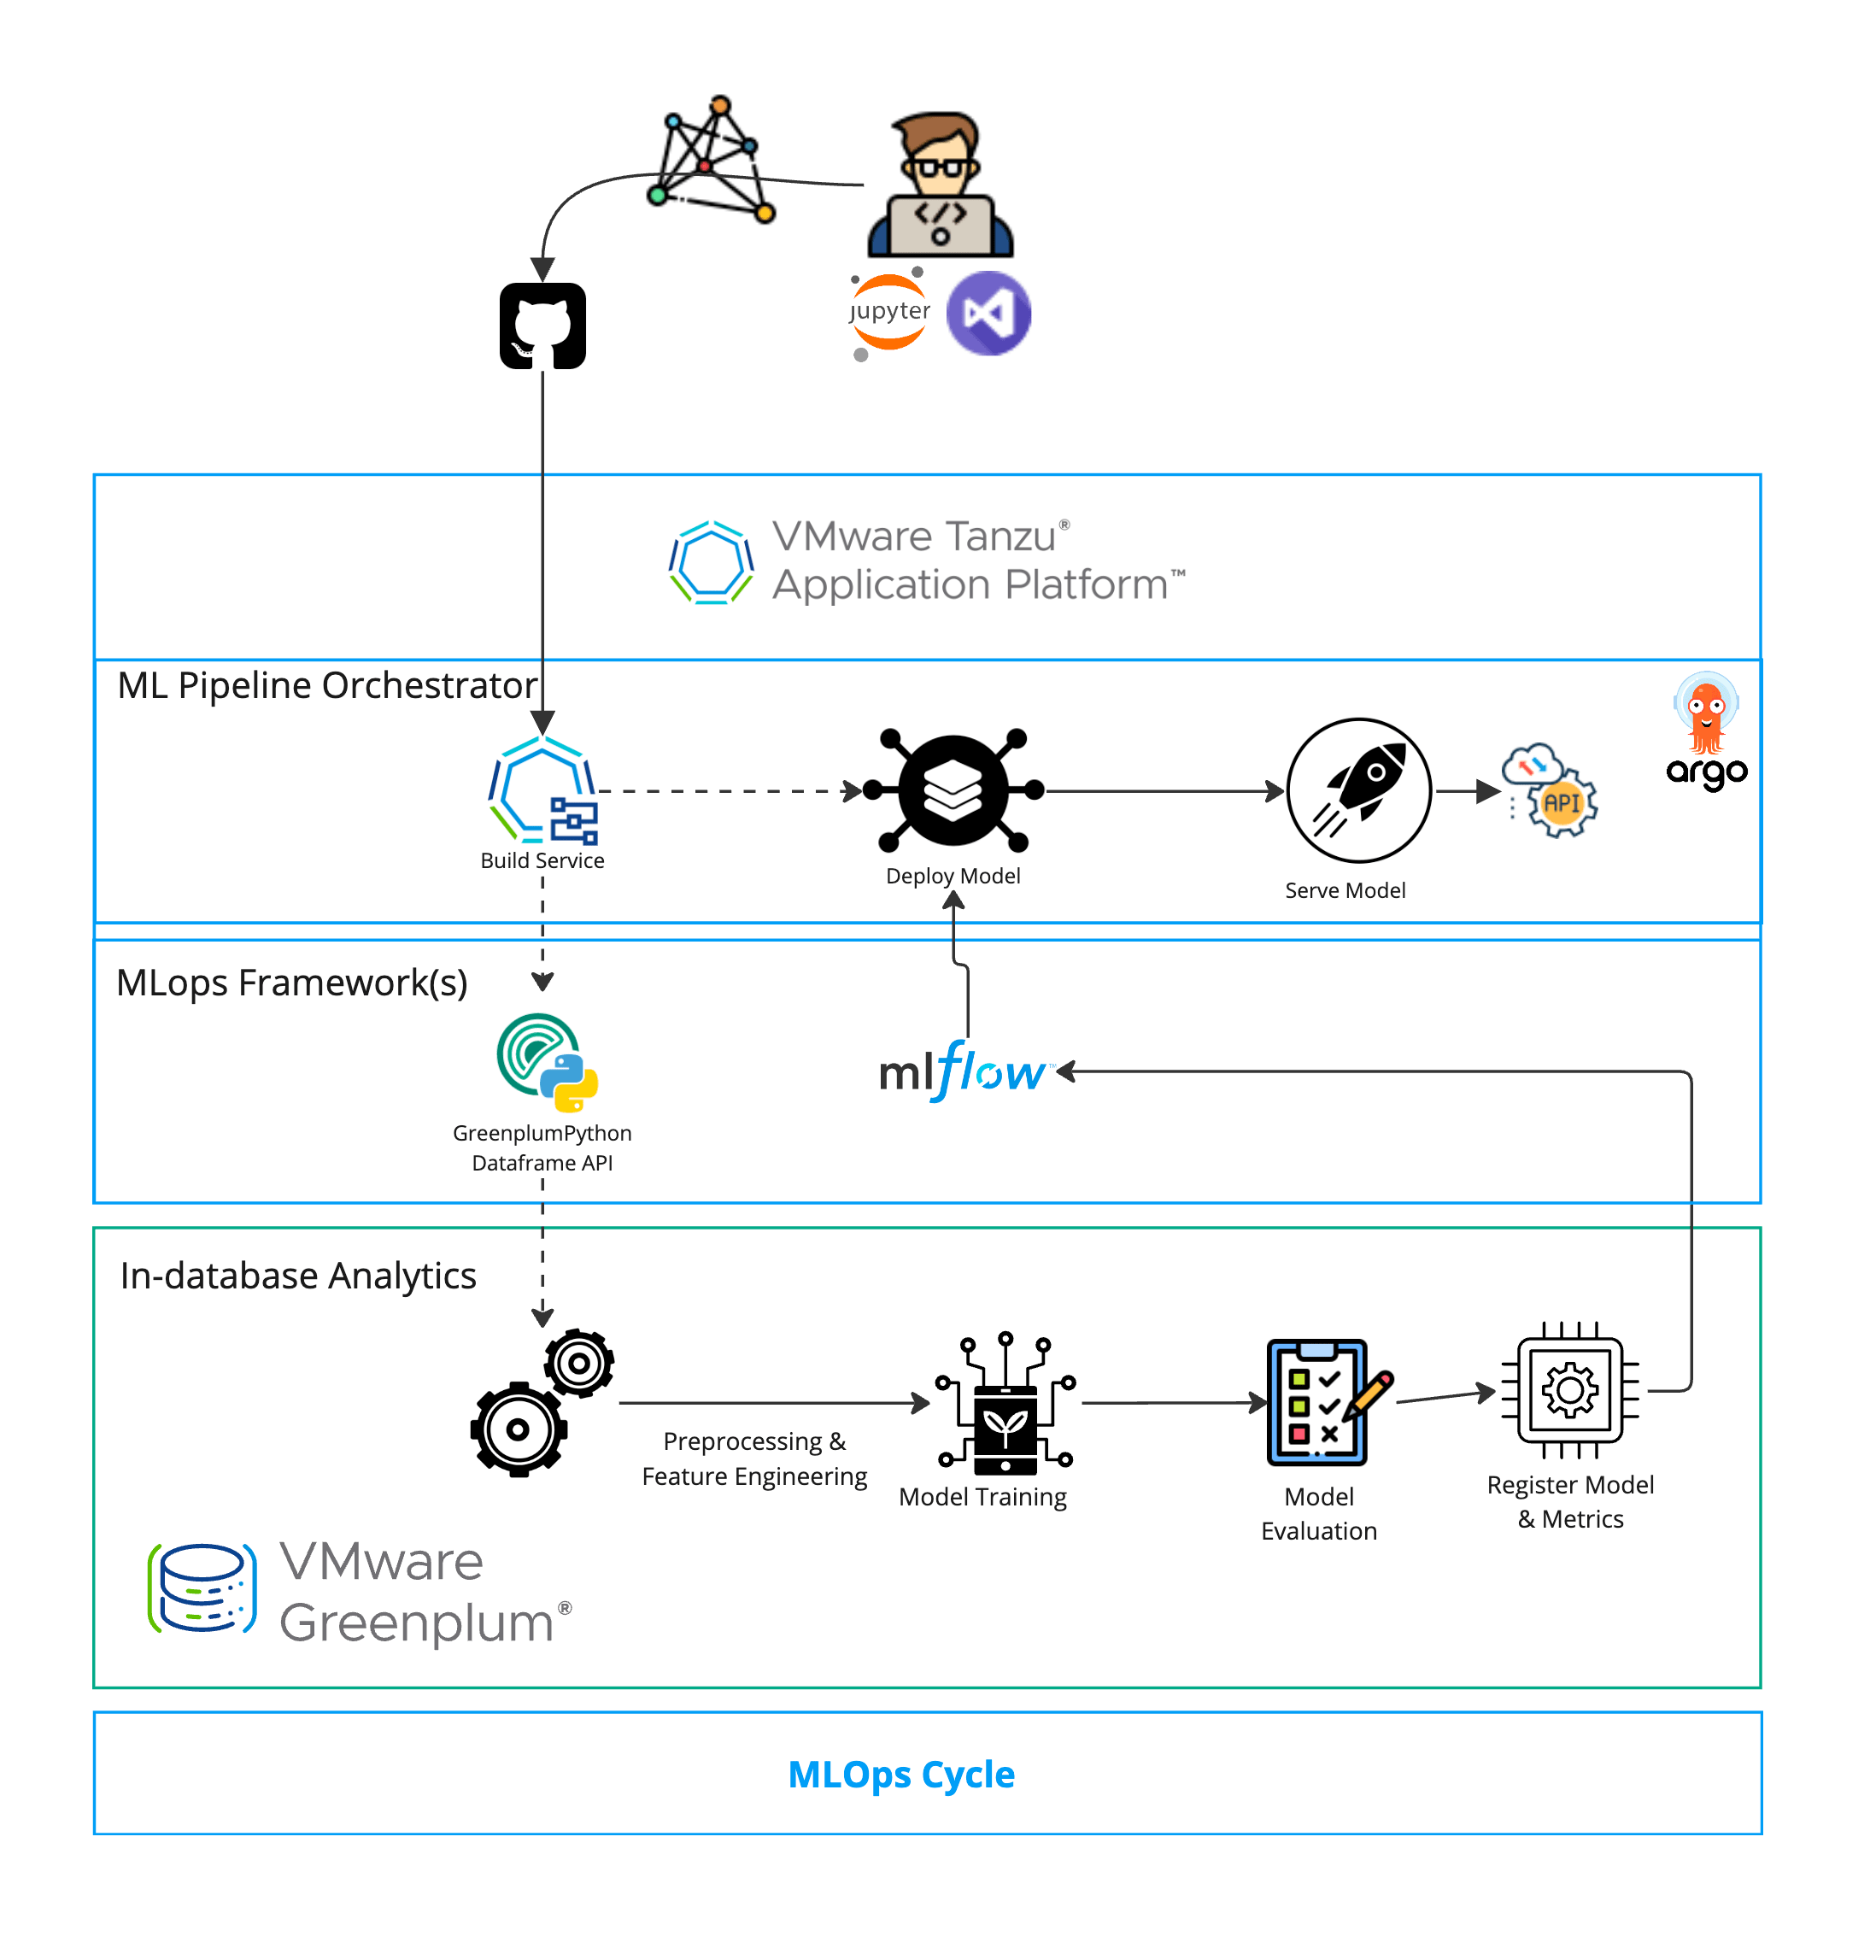 jupyter
VMware Tanzu®
Application Platform™
ML Pipeline Orchestrator
argo
API
Build Service
Deploy Model
Serve Model
MLops Framework(s)
mlflow™
GreenplumPython
Dataframe API
In-database Analytics
Preprocessing &
Feature Engineering
Model Training
Model
Evaluation
Register Model
& Metrics
VMware
Greenplum®
MLOps Cycle